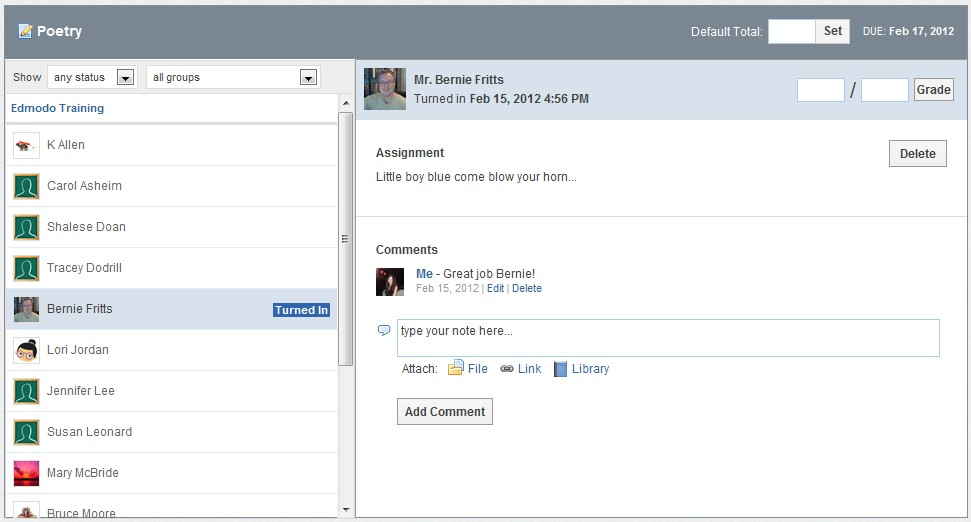 Poetry
Default Total: Set DUE: Feb 17, 2012
Show any status all groups
Edmodo Training
K Allen
Carol Asheim
Shalese Doan
Tracey Dodrill
Bernie Fritts Turned In
Lori Jordan
Jennifer Lee
Susan Leonard
Mary McBride
Bruce Moore
Mr. Bernie Fritts
Turned in Feb 15, 2012 4:56 PM
/ Grade
Assignment
Delete
Little boy blue come blow your horn...
Comments
Me - Great job Bernie!
Feb 15, 2012 | Edit | Delete
type your note here...
Attach: File Link Library
Add Comment